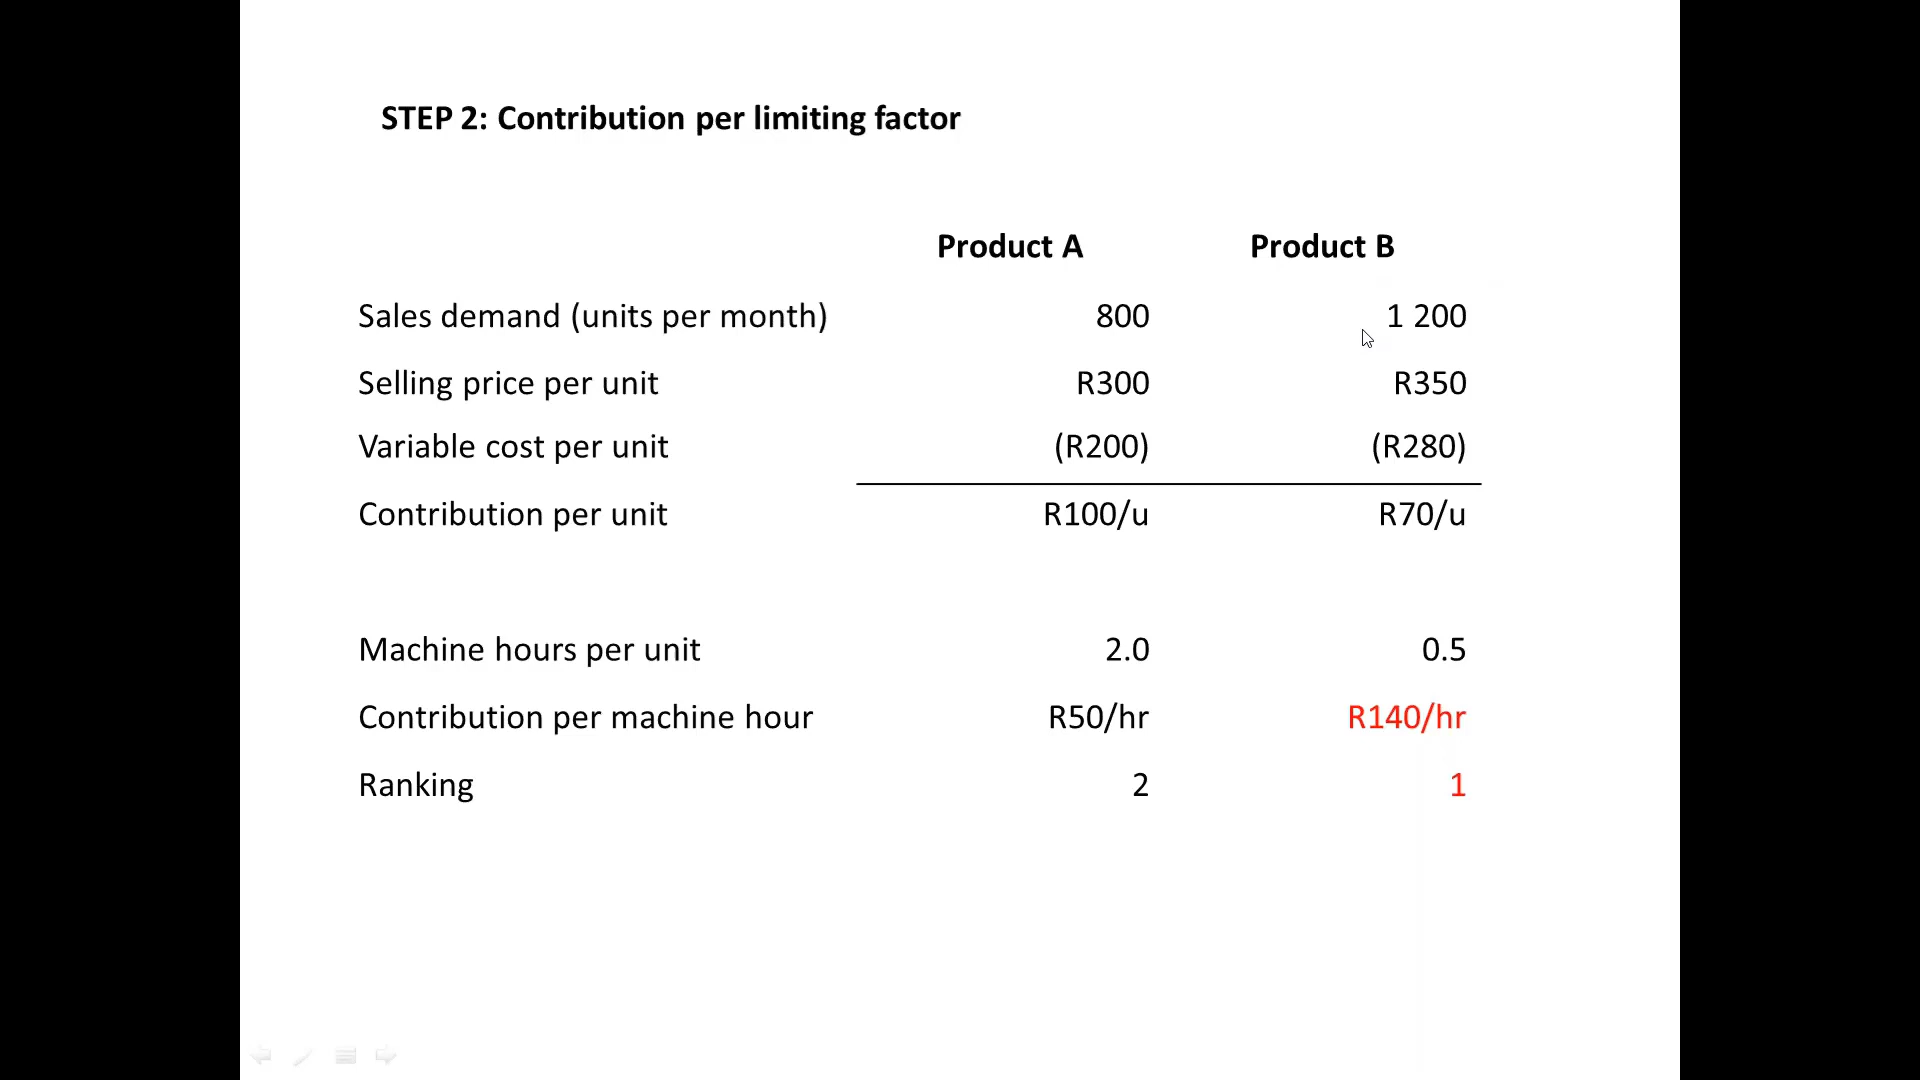 STEP 2: Contribution per limiting factor
Product A Product B
Sales demand (units per month) 800 1 200
Selling price per unit R300 R350
Variable cost per unit (R200) (R280)
Contribution per unit R100/u R70/u
Machine hours per unit 2.0 0.5
Contribution per machine hour R50/hr R140/hr
Ranking 2 1